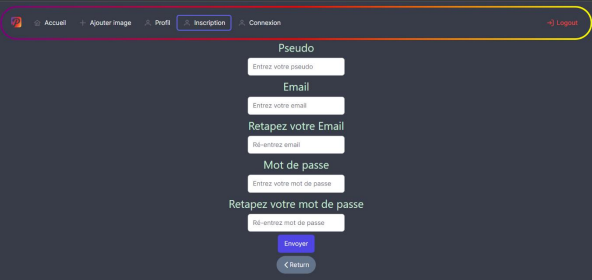 Accueil Ajouter image Profil Inscription Connexion Logout
Pseudo
Entrez votre pseudo
Email
Entrez votre email
Retapez votre Email
Ré-entrez email
Mot de passe
Entrez votre mot de passe
Retapez votre mot de passe
Ré-entrez mot de passe
Envoyer
Return